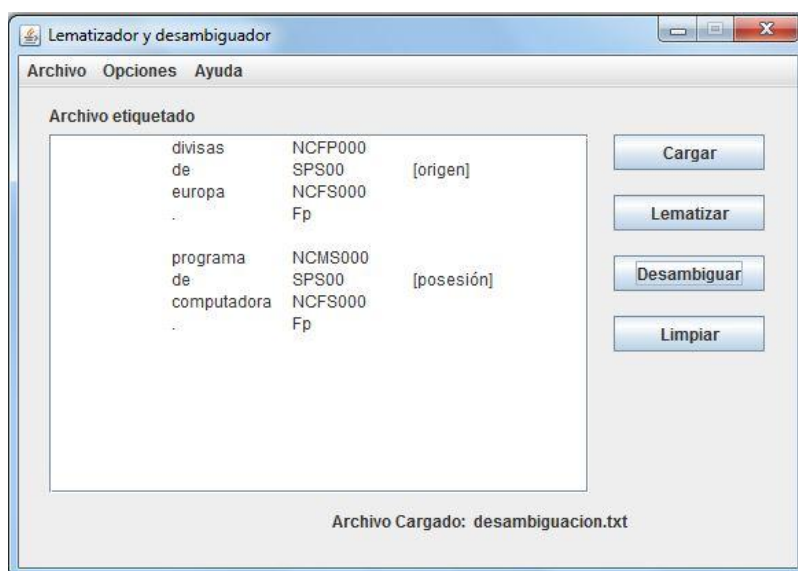 Lematizador y desambiguador
Archivo Opciones Ayuda
Archivo etiquetado
divisas NCFP000
de SPS00 [origen]
europa NCFS000
. Fp
programa NCMS000
de SPS00 [posesión]
computadora NCFS000
. Fp
Cargar
Lematizar
Desambiguar
Limpiar
Archivo Cargado: desambiguacion.txt